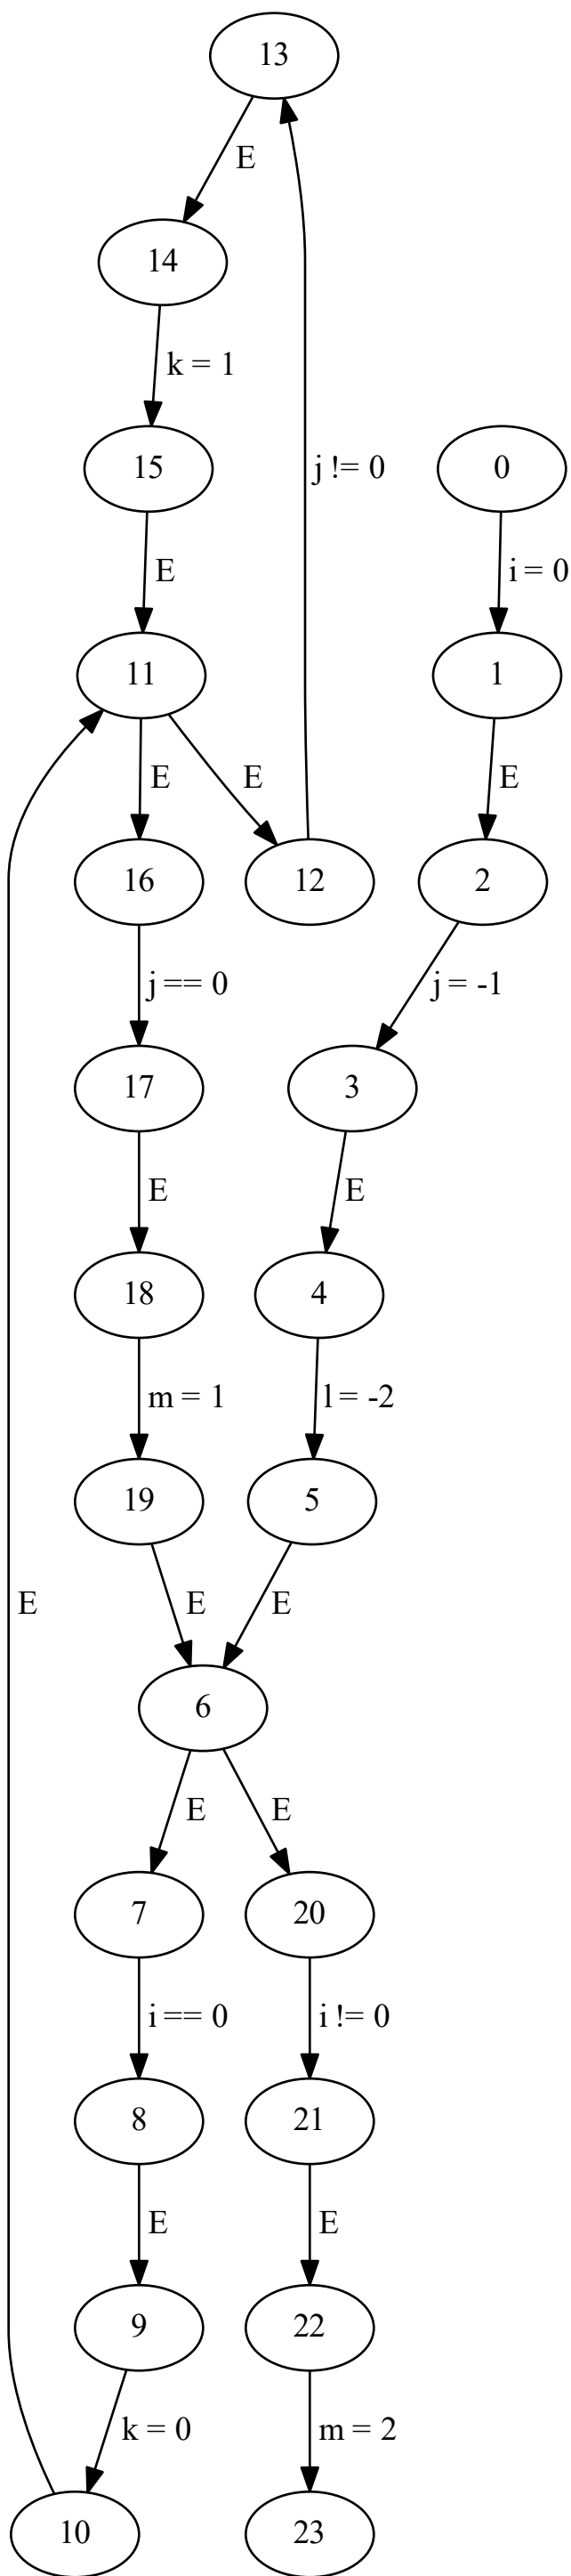 13
E
14
k = 1
15
j != 0
0
E
i = 0
11
1
E
E
E
16
12
2
j == 0
j = -1
17
3
E
E
18
4
m = 1
l = -2
19
5
E
E
E
6
E
E
7
20
i == 0
i != 0
8
21
E
E
9
22
k = 0
m = 2
10
23